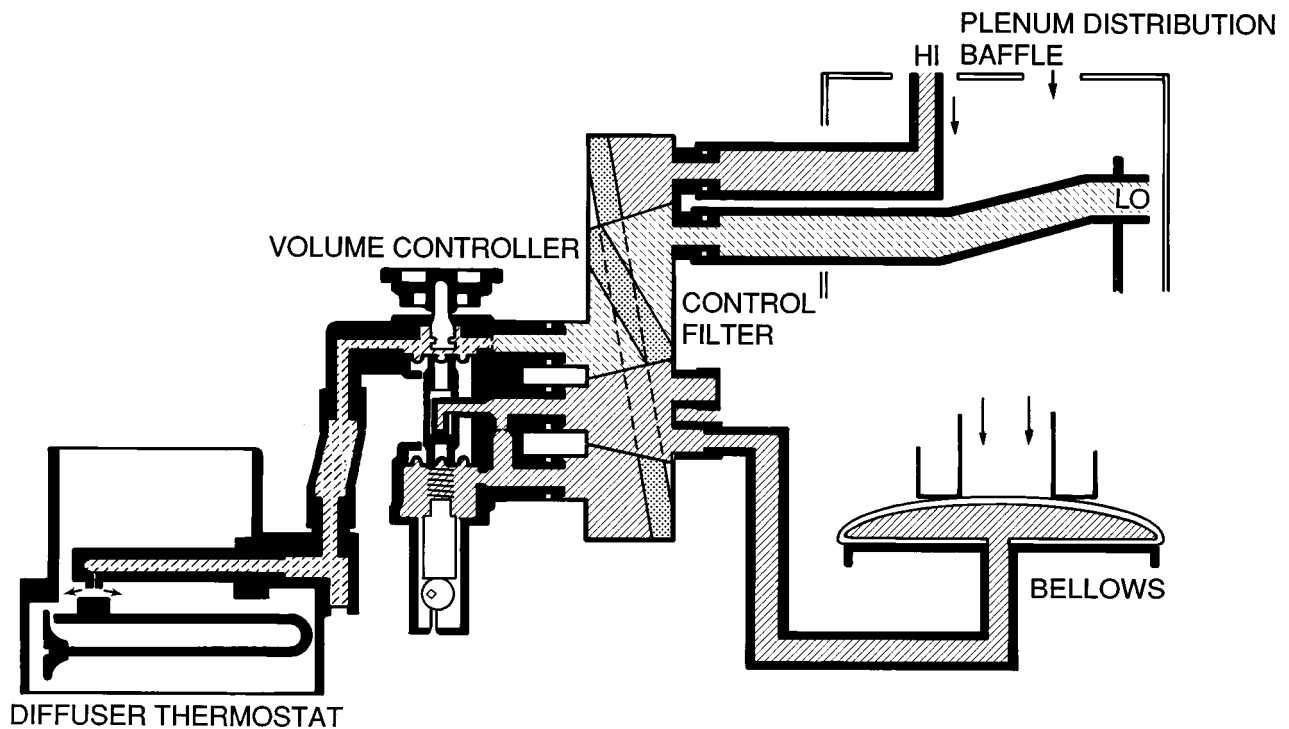 PLENUM DISTRIBUTION
HI BAFFLE
LO
VOLUME CONTROLLER
CONTROL
FILTER
BELLOWS
DIFFUSER THERMOSTAT